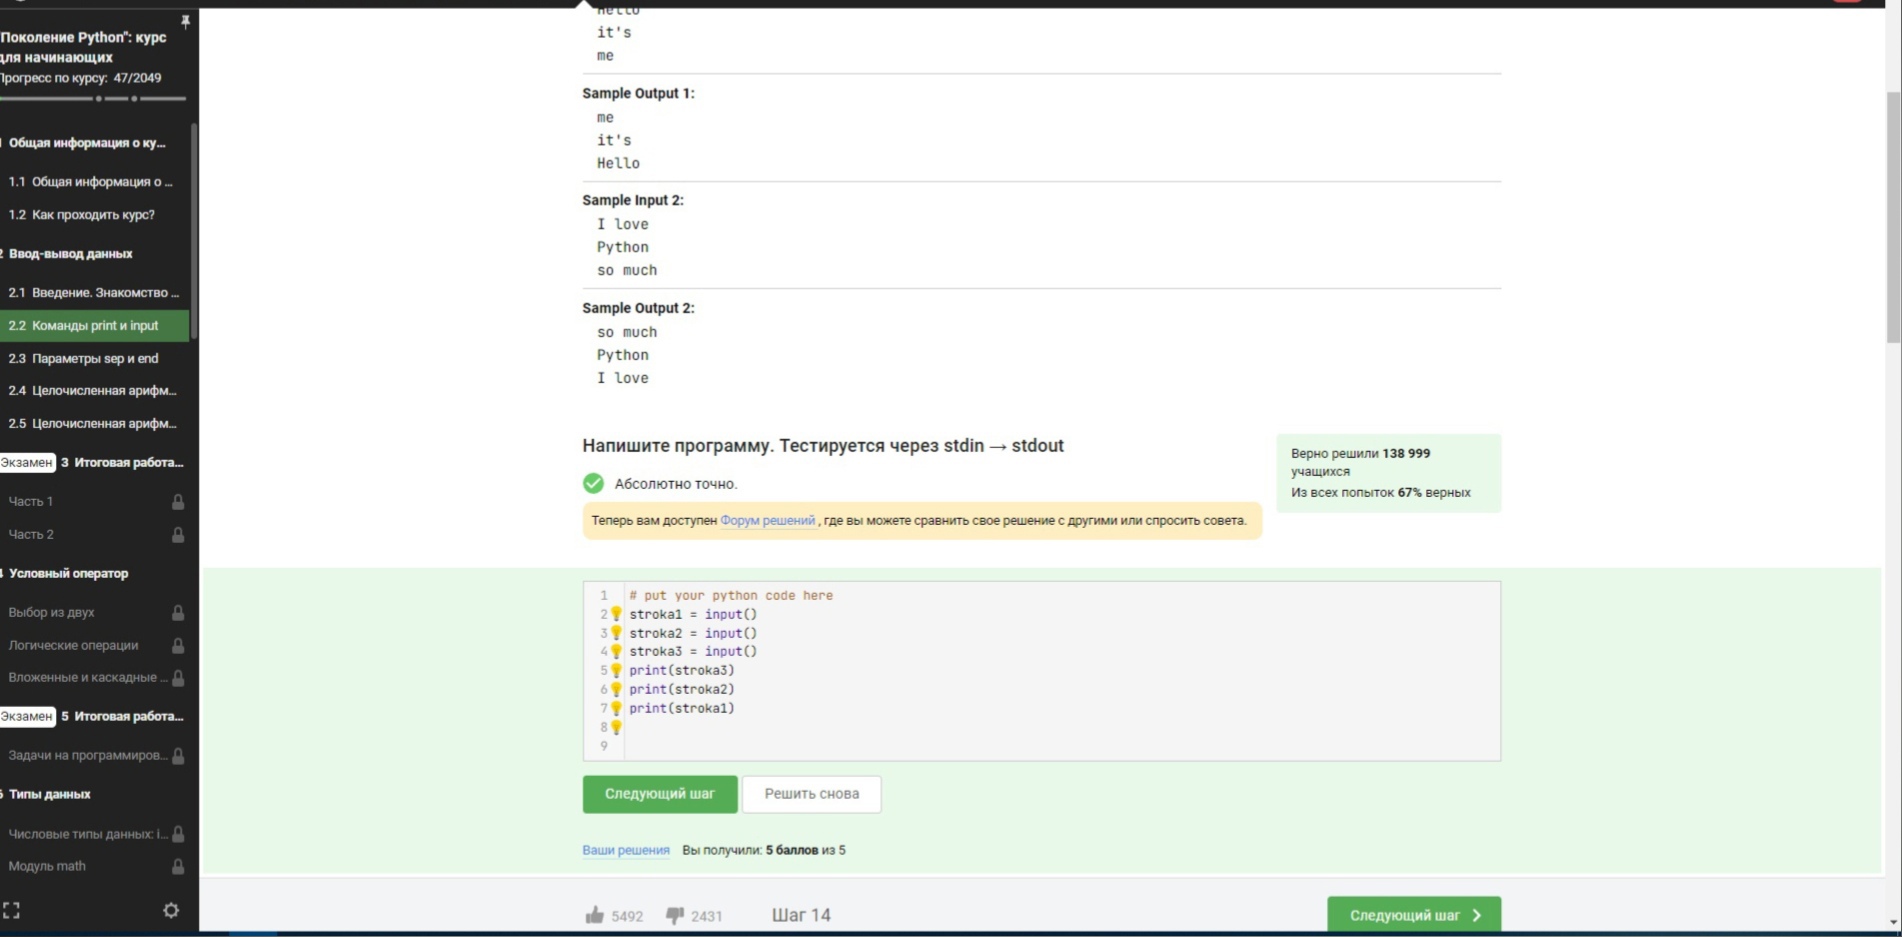 "Поколение Python": курс
для начинающих
Прогресс по курсу: 47/2049
Общая информация о ку...
1.1 Общая информация о ...
1.2 Как проходить курс?
2 Ввод-вывод данных
2.1 Введение. Знакомство ...
2.2 Команды print и input
2.3 Параметры sep и end
2.4 Целочисленная арифм...
2.5 Целочисленная арифм...
Экзамен 3 Итоговая работа...
Часть 1
Часть 2
4 Условный оператор
Выбор из двух
Логические операции
Вложенные и каскадные ...
Экзамен 5 Итоговая работа...
Задачи на программиров...
6 Типы данных
Числовые типы данных: i...
Модуль math
Hello
it's
me
Sample Output 1:
me
it's
Hello
Sample Input 2:
I love
Python
so much
Sample Output 2:
so much
Python
I love
Напишите программу. Тестируется через stdin → stdout
Абсолютно точно.
Теперь вам доступен Форум решений , где вы можете сравнить свое решение с другими или спросить совета.
Верно решили 138 999
учащихся
Из всех попыток 67% верных
1 # put your python code here
2 stroka1 = input()
3 stroka2 = input()
4 stroka3 = input()
5 print(stroka3)
6 print(stroka2)
7 print(stroka1)
8
9
Следующий шаг Решить снова
Ваши решения Вы получили: 5 баллов из 5
5492 2431 Шаг 14 Следующий шаг